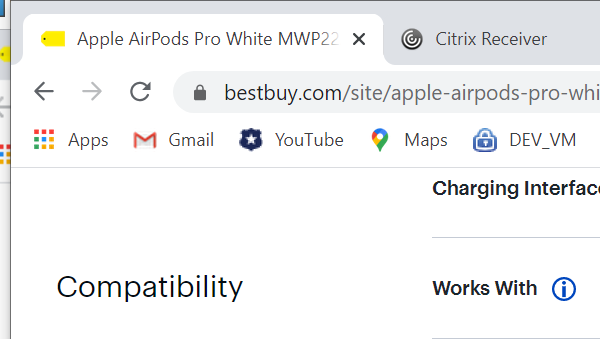 Apple AirPods Pro White MWP22
Citrix Receiver
bestbuy.com/site/apple-airpods-pro-whi
Apps Gmail YouTube Maps DEV_VM
Charging Interfac
Compatibility
Works With